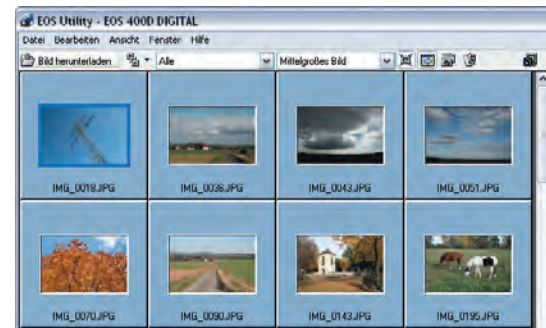 EOS Utility - EOS 400D DIGITAL
Datei Bearbeiten Ansicht Fenster Hilfe
Bild herunterladen Alle Mittelgroßes Bild
IMG_0018.JPG IMG_0036.JPG IMG_0043.JPG IMG_0051.JPG
IMG_0070.JPG IMG_0090.JPG IMG_0143.JPG IMG_0195.JPG